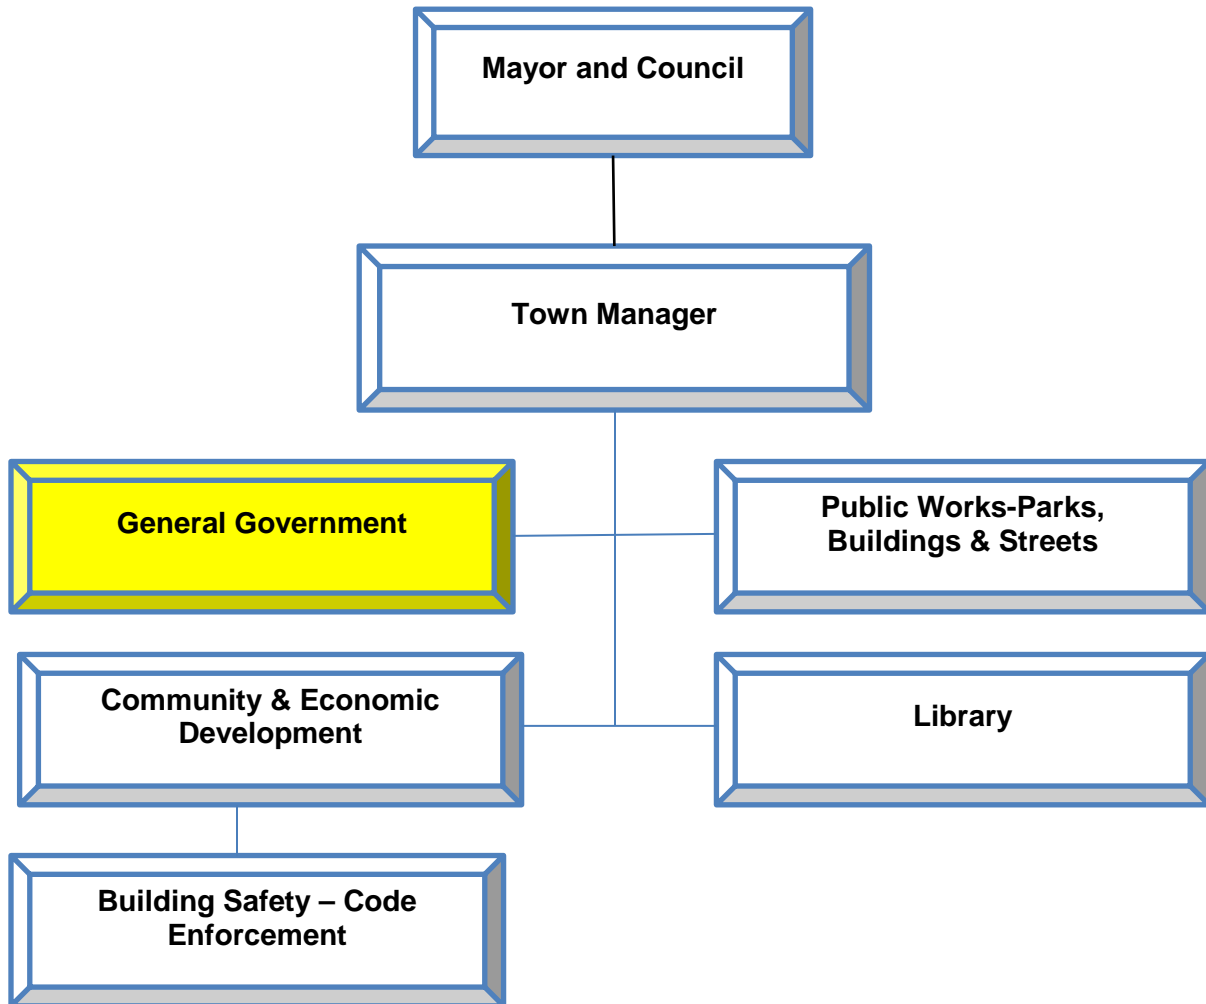 Mayor and Council
Town Manager
General Government
Public Works-Parks,
Buildings & Streets
Community & Economic
Development
Library
Building Safety – Code
Enforcement